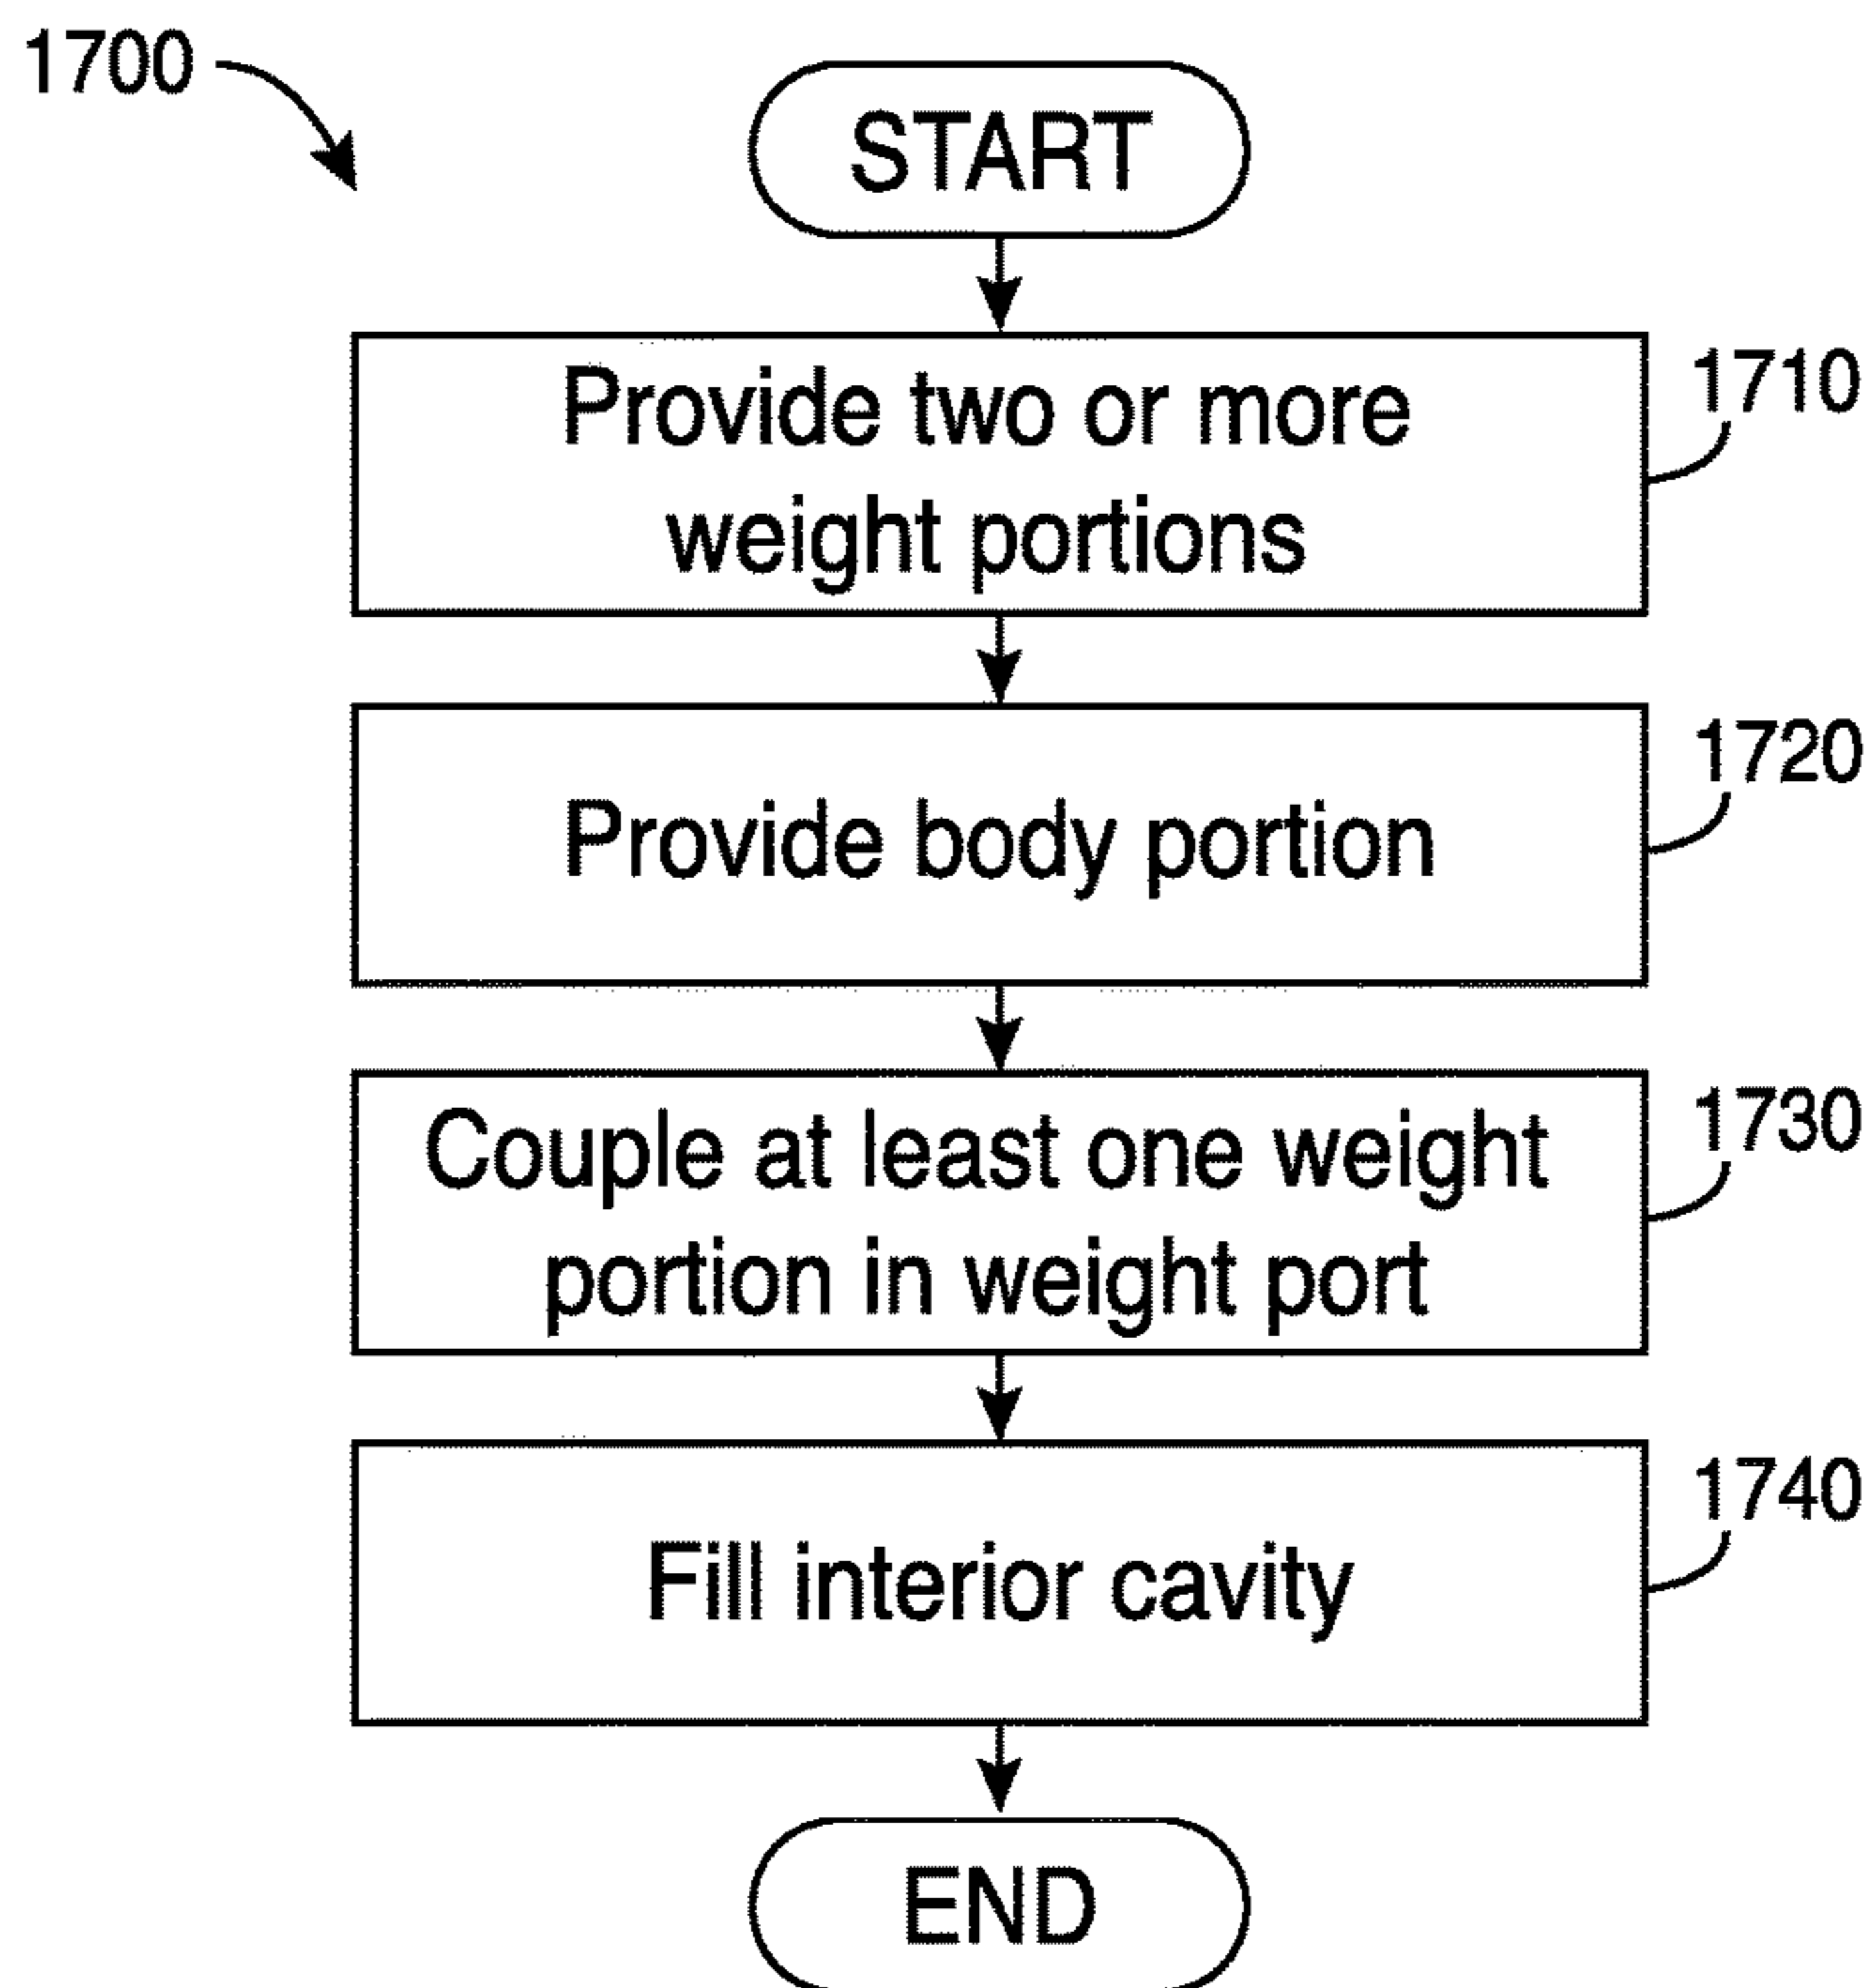 1700
START
Provide two or more
weight portions
1710
Provide body portion
1720
Couple at least one weight
portion in weight port
1730
Fill interior cavity
1740
END